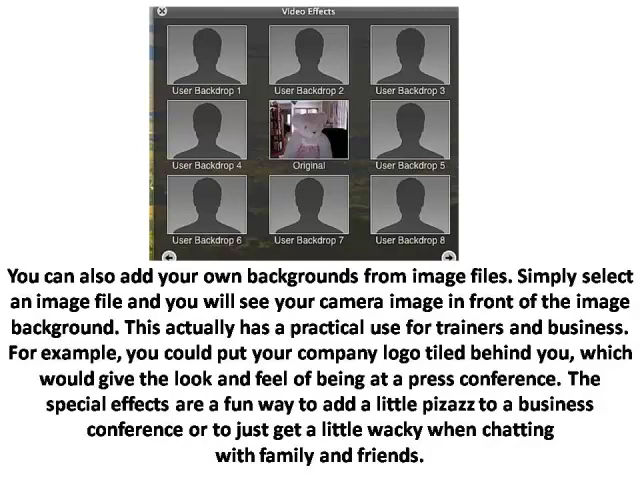 Video Effects
User Backdrop 1 User Backdrop 2 User Backdrop 3
User Backdrop 4 Original User Backdrop 5
User Backdrop 6 User Backdrop 7 User Backdrop 8
You can also add your own backgrounds from image files. Simply select
an image file and you will see your camera image in front of the image
background. This actually has a practical use for trainers and business.
For example, you could put your company logo tiled behind you, which
would give the look and feel of being at a press conference. The
special effects are a fun way to add a little pizazz to a business
conference or to just get a little wacky when chatting
with family and friends.